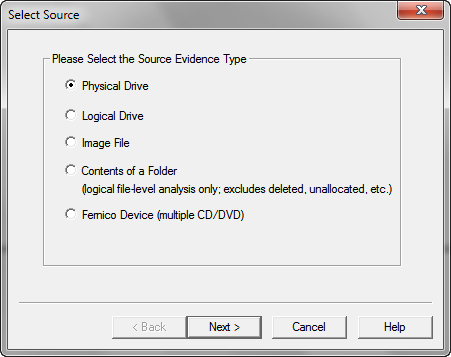 Select Source
Please Select the Source Evidence Type
Physical Drive
Logical Drive
Image File
Contents of a Folder
(logical file-level analysis only; excludes deleted, unallocated, etc.)
Fernico Device (multiple CD/DVD)
< Back Next > Cancel Help